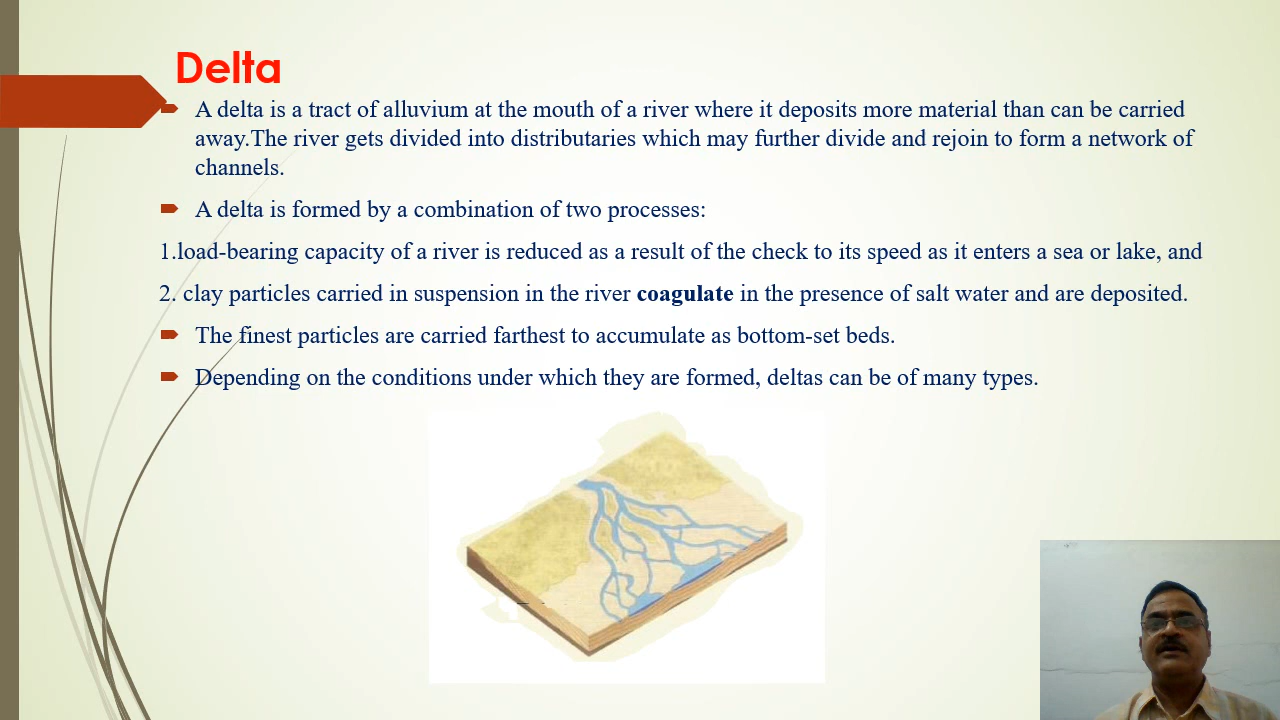 Delta
A delta is a tract of alluvium at the mouth of a river where it deposits more material than can be carried
away.The river gets divided into distributaries which may further divide and rejoin to form a network of
channels.
A delta is formed by a combination of two processes:
1.load-bearing capacity of a river is reduced as a result of the check to its speed as it enters a sea or lake, and
2. clay particles carried in suspension in the river coagulate in the presence of salt water and are deposited.
The finest particles are carried farthest to accumulate as bottom-set beds.
Depending on the conditions under which they are formed, deltas can be of many types.